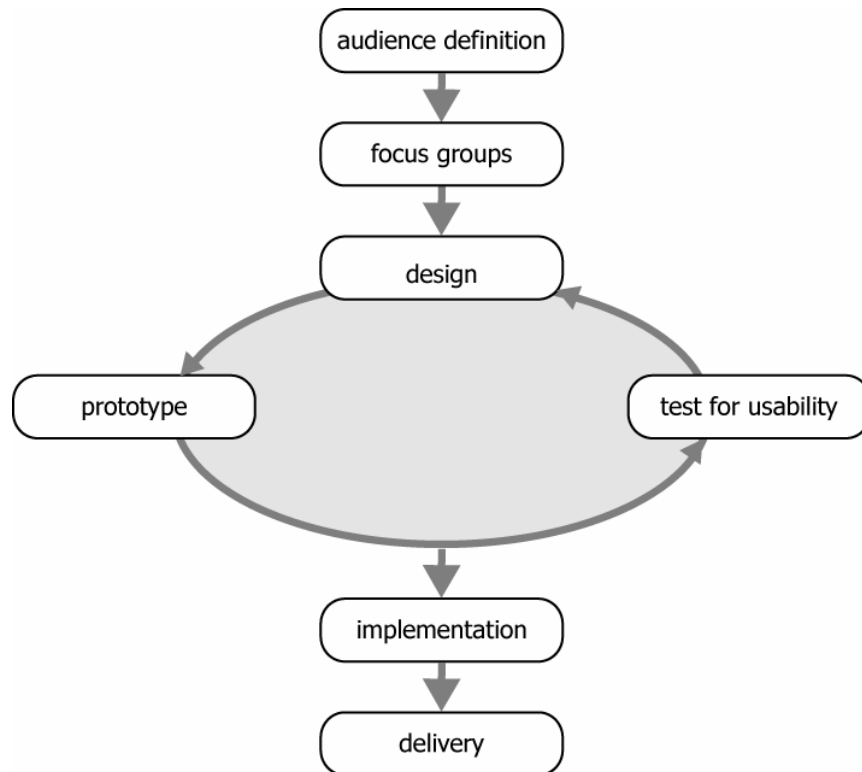 audience definition
focus groups
design
prototype
test for usability
implementation
delivery